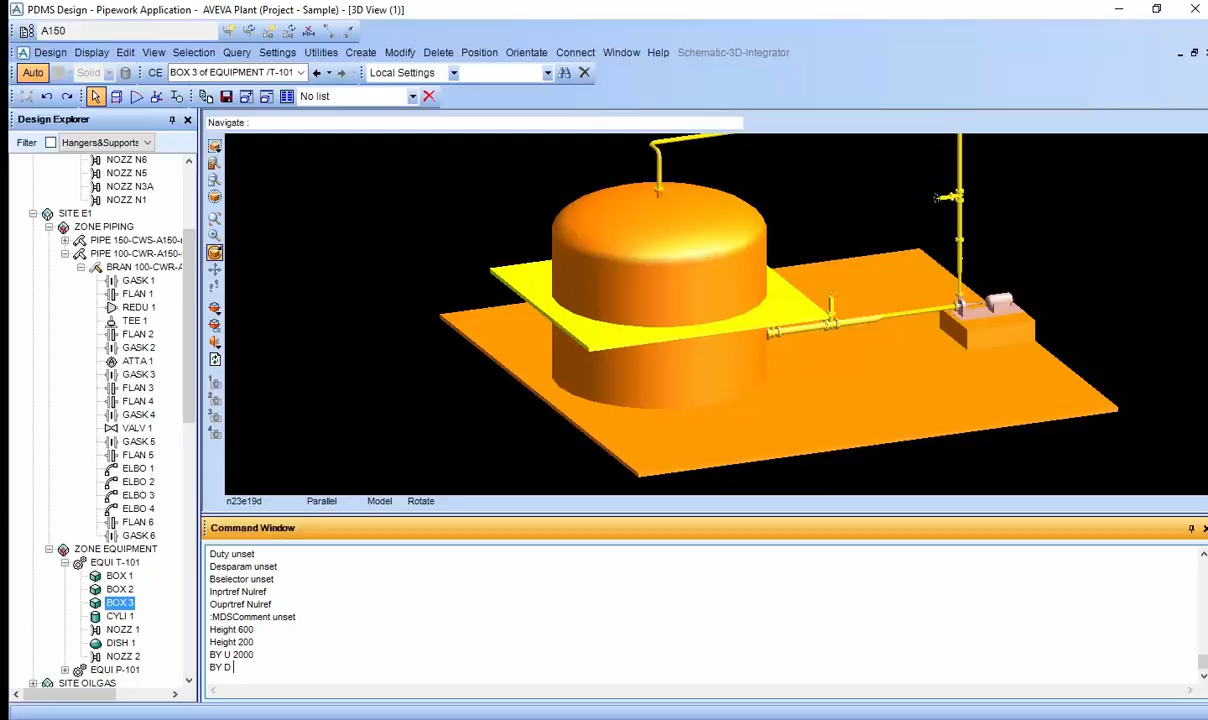 PDMS Design - Pipework Application - AVEVA Plant (Project - Sample) - [3D View (1)]
A150
Design Display Edit View Selection Query Settings Utilities Create Modify Delete Position Orientate Connect Window Help Schematic-3D-Integrator
Auto Solid CE BOX 3 of EQUIPMENT /T-101 Local Settings
No list
Design Explorer
Navigate :
Filter Hangers&Supports
NOZZ N6
NOZZ N5
NOZZ N3A
NOZZ N1
SITE E1
ZONE PIPING
PIPE 150-CWS-A150-
PIPE 100-CWR-A150-
BRAN 100-CWR-A
GASK 1
FLAN 1
REDU 1
TEE 1
FLAN 2
GASK 2
ATTA 1
GASK 3
FLAN 3
FLAN 4
GASK 4
VALV 1
GASK 5
FLAN 5
ELBO 1
ELBO 2
ELBO 3
ELBO 4
FLAN 6
GASK 6
ZONE EQUIPMENT
EQUI T-101
BOX 1
BOX 2
BOX 3
CYLI 1
NOZZ 1
DISH 1
NOZZ 2
EQUI P-101
SITE OILGAS
1
2
3
4
n23e19d Parallel Model Rotate
Command Window
Duty unset
Desparam unset
Bselector unset
Inprtref Nulref
Ouprtref Nulref
:MDSComment unset
Height 600
Height 200
BY U 2000
BY D